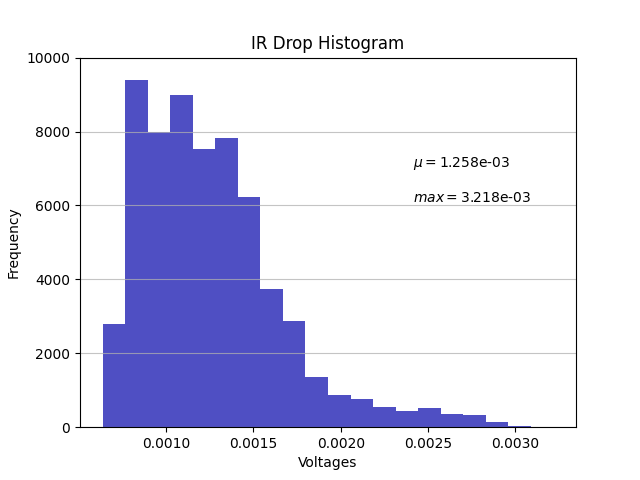 IR Drop Histogram
10000
8000
6000
4000
2000
0
Frequency
μ = 1.258e-03
max = 3.218e-03
0.0010 0.0015 0.0020 0.0025 0.0030
Voltages